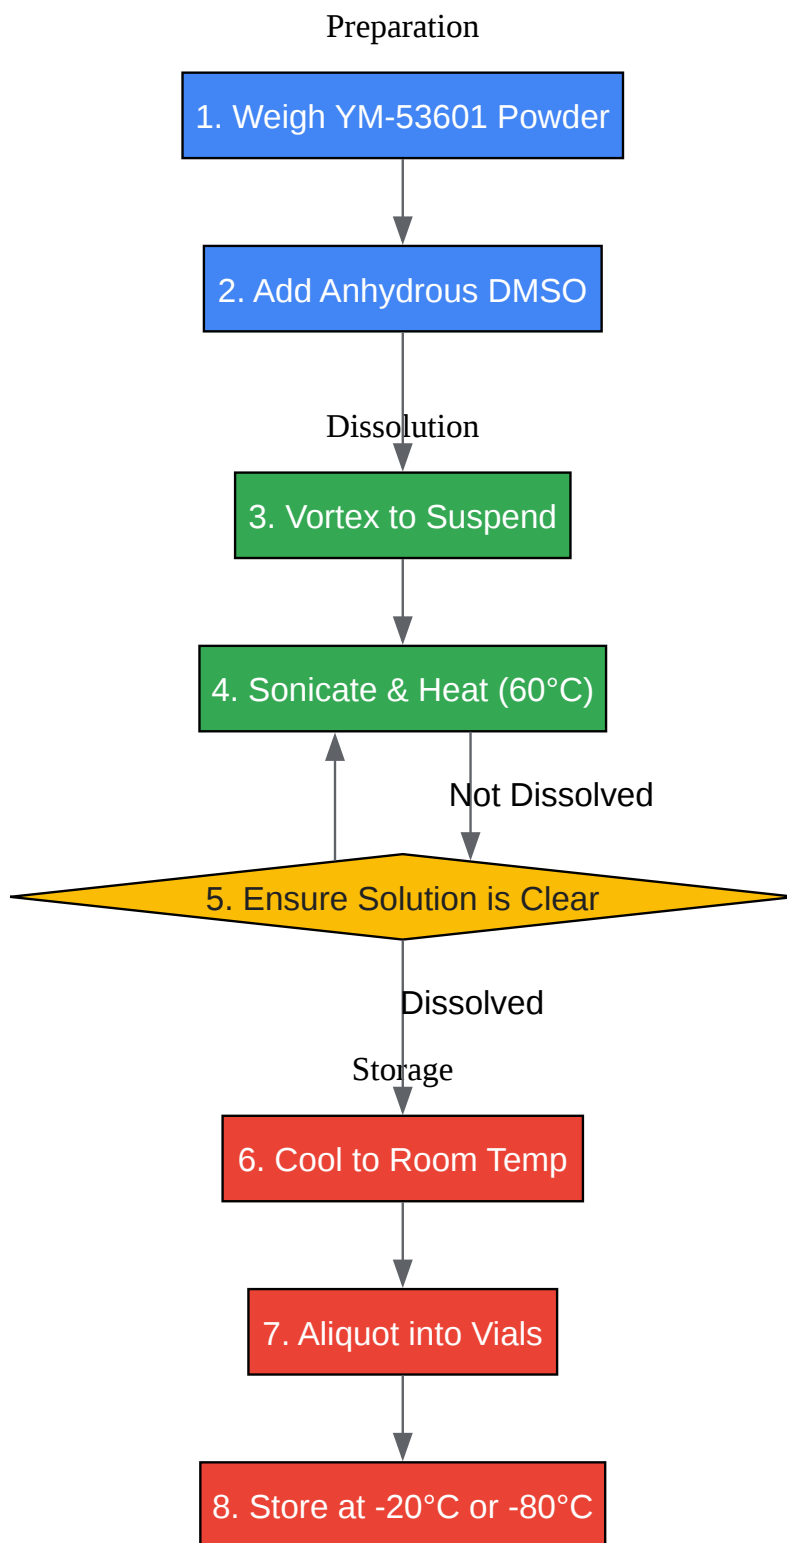 Preparation
1. Weigh YM-53601 Powder
2. Add Anhydrous DMSO
Dissolution
3. Vortex to Suspend
4. Sonicate & Heat (60°C)
Not Dissolved
5. Ensure Solution is Clear
Dissolved
Storage
6. Cool to Room Temp
7. Aliquot into Vials
8. Store at -20°C or -80°C